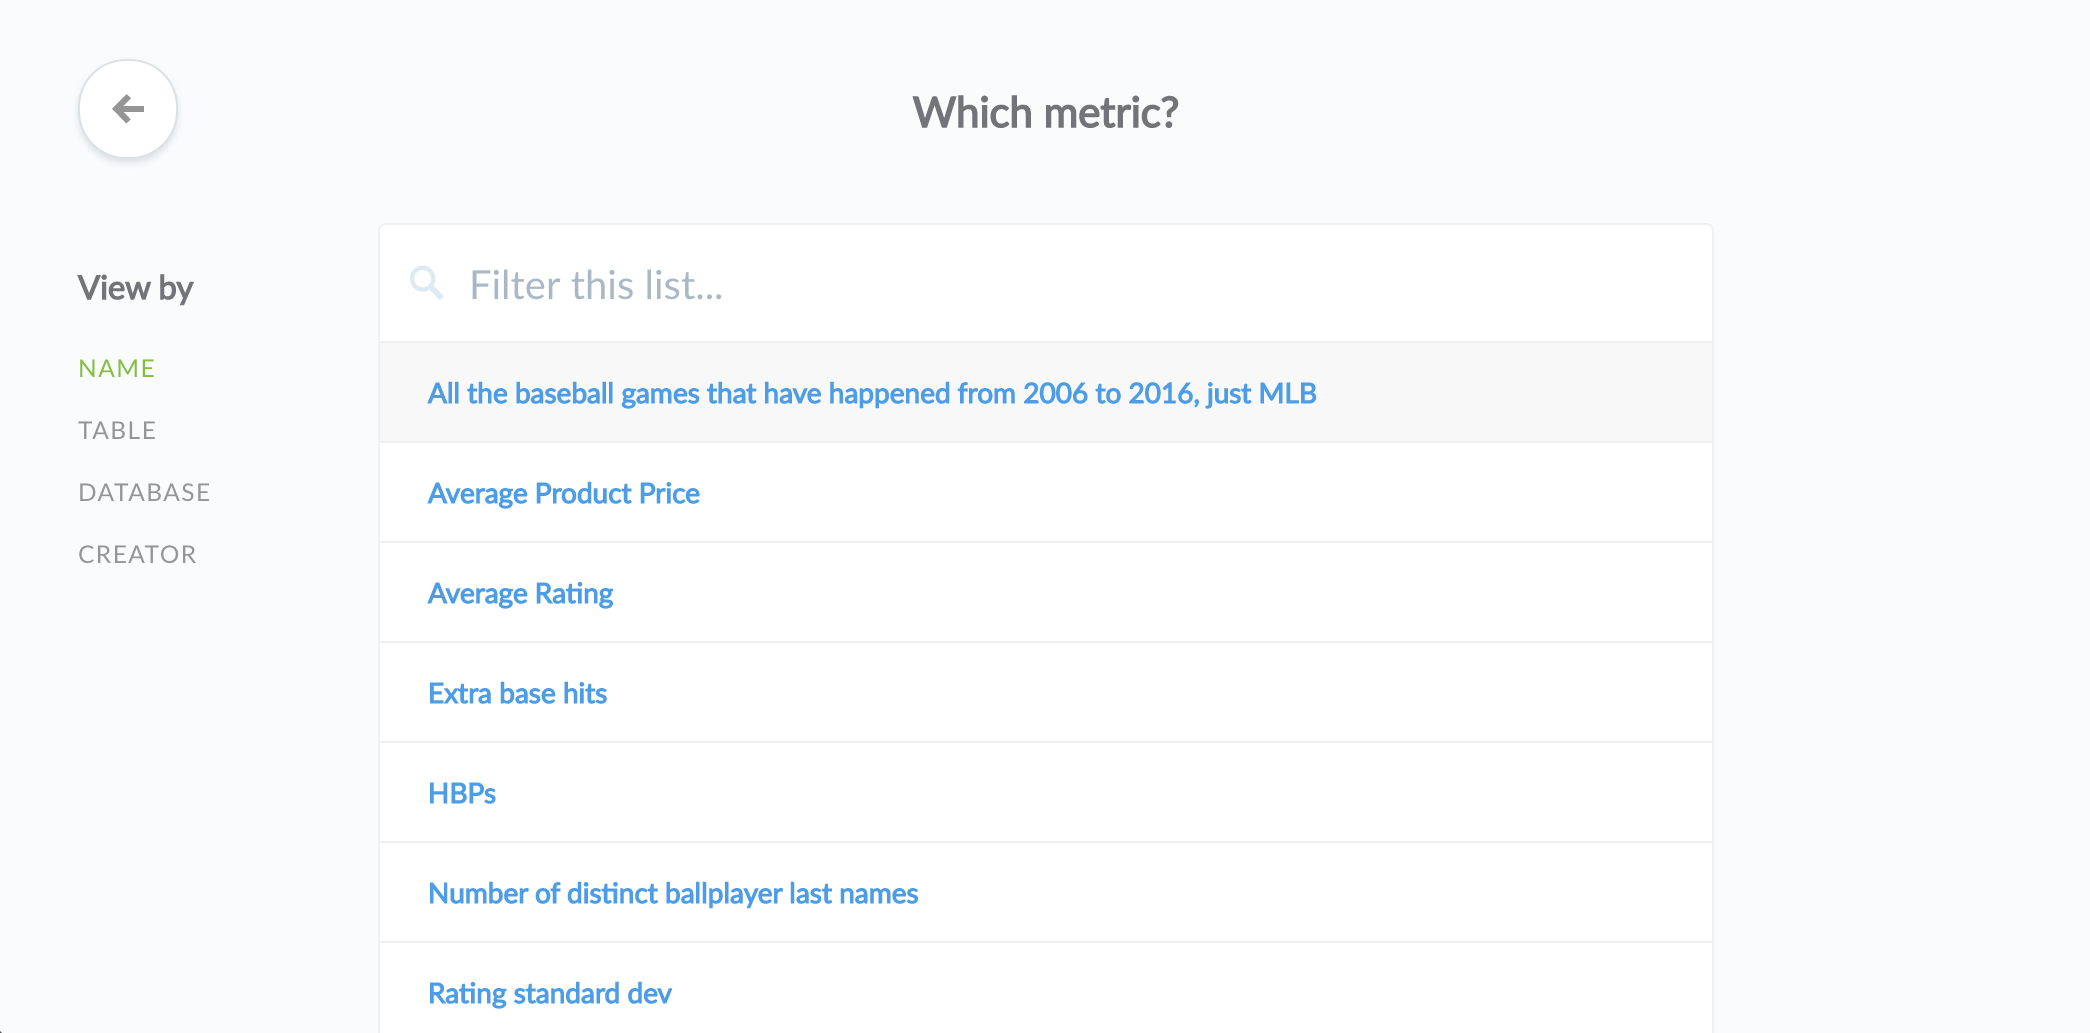 Which metric?
View by
NAME
TABLE
DATABASE
CREATOR
Filter this list...
All the baseball games that have happened from 2006 to 2016, just MLB
Average Product Price
Average Rating
Extra base hits
HBPs
Number of distinct ballplayer last names
Rating standard dev